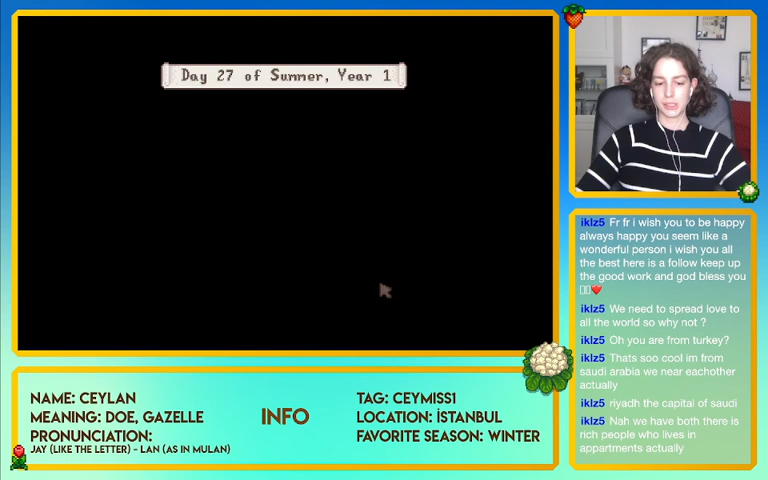 Day 27 of Summer, Year 1
iklz5 Fr fr i wish you to be happy
always happy you seem like a
wonderful person i wish you all
the best here is a follow keep up
the good work and god bless you
❤️
iklz5 We need to spread love to
all the world so why not ?
iklz5 Oh you are from turkey?
iklz5 Thats soo cool im from
saudi arabia we near eachother
actually
iklz5 riyadh the capital of saudi
iklz5 Nah we have both there is
rich people who lives in
appartments actually
NAME: CEYLAN
MEANING: DOE, GAZELLE
PRONUNCIATION:
JAY (LIKE THE LETTER) - LAN (AS IN MULAN)
INFO
TAG: CEYMISS1
LOCATION: İSTANBUL
FAVORITE SEASON: WINTER